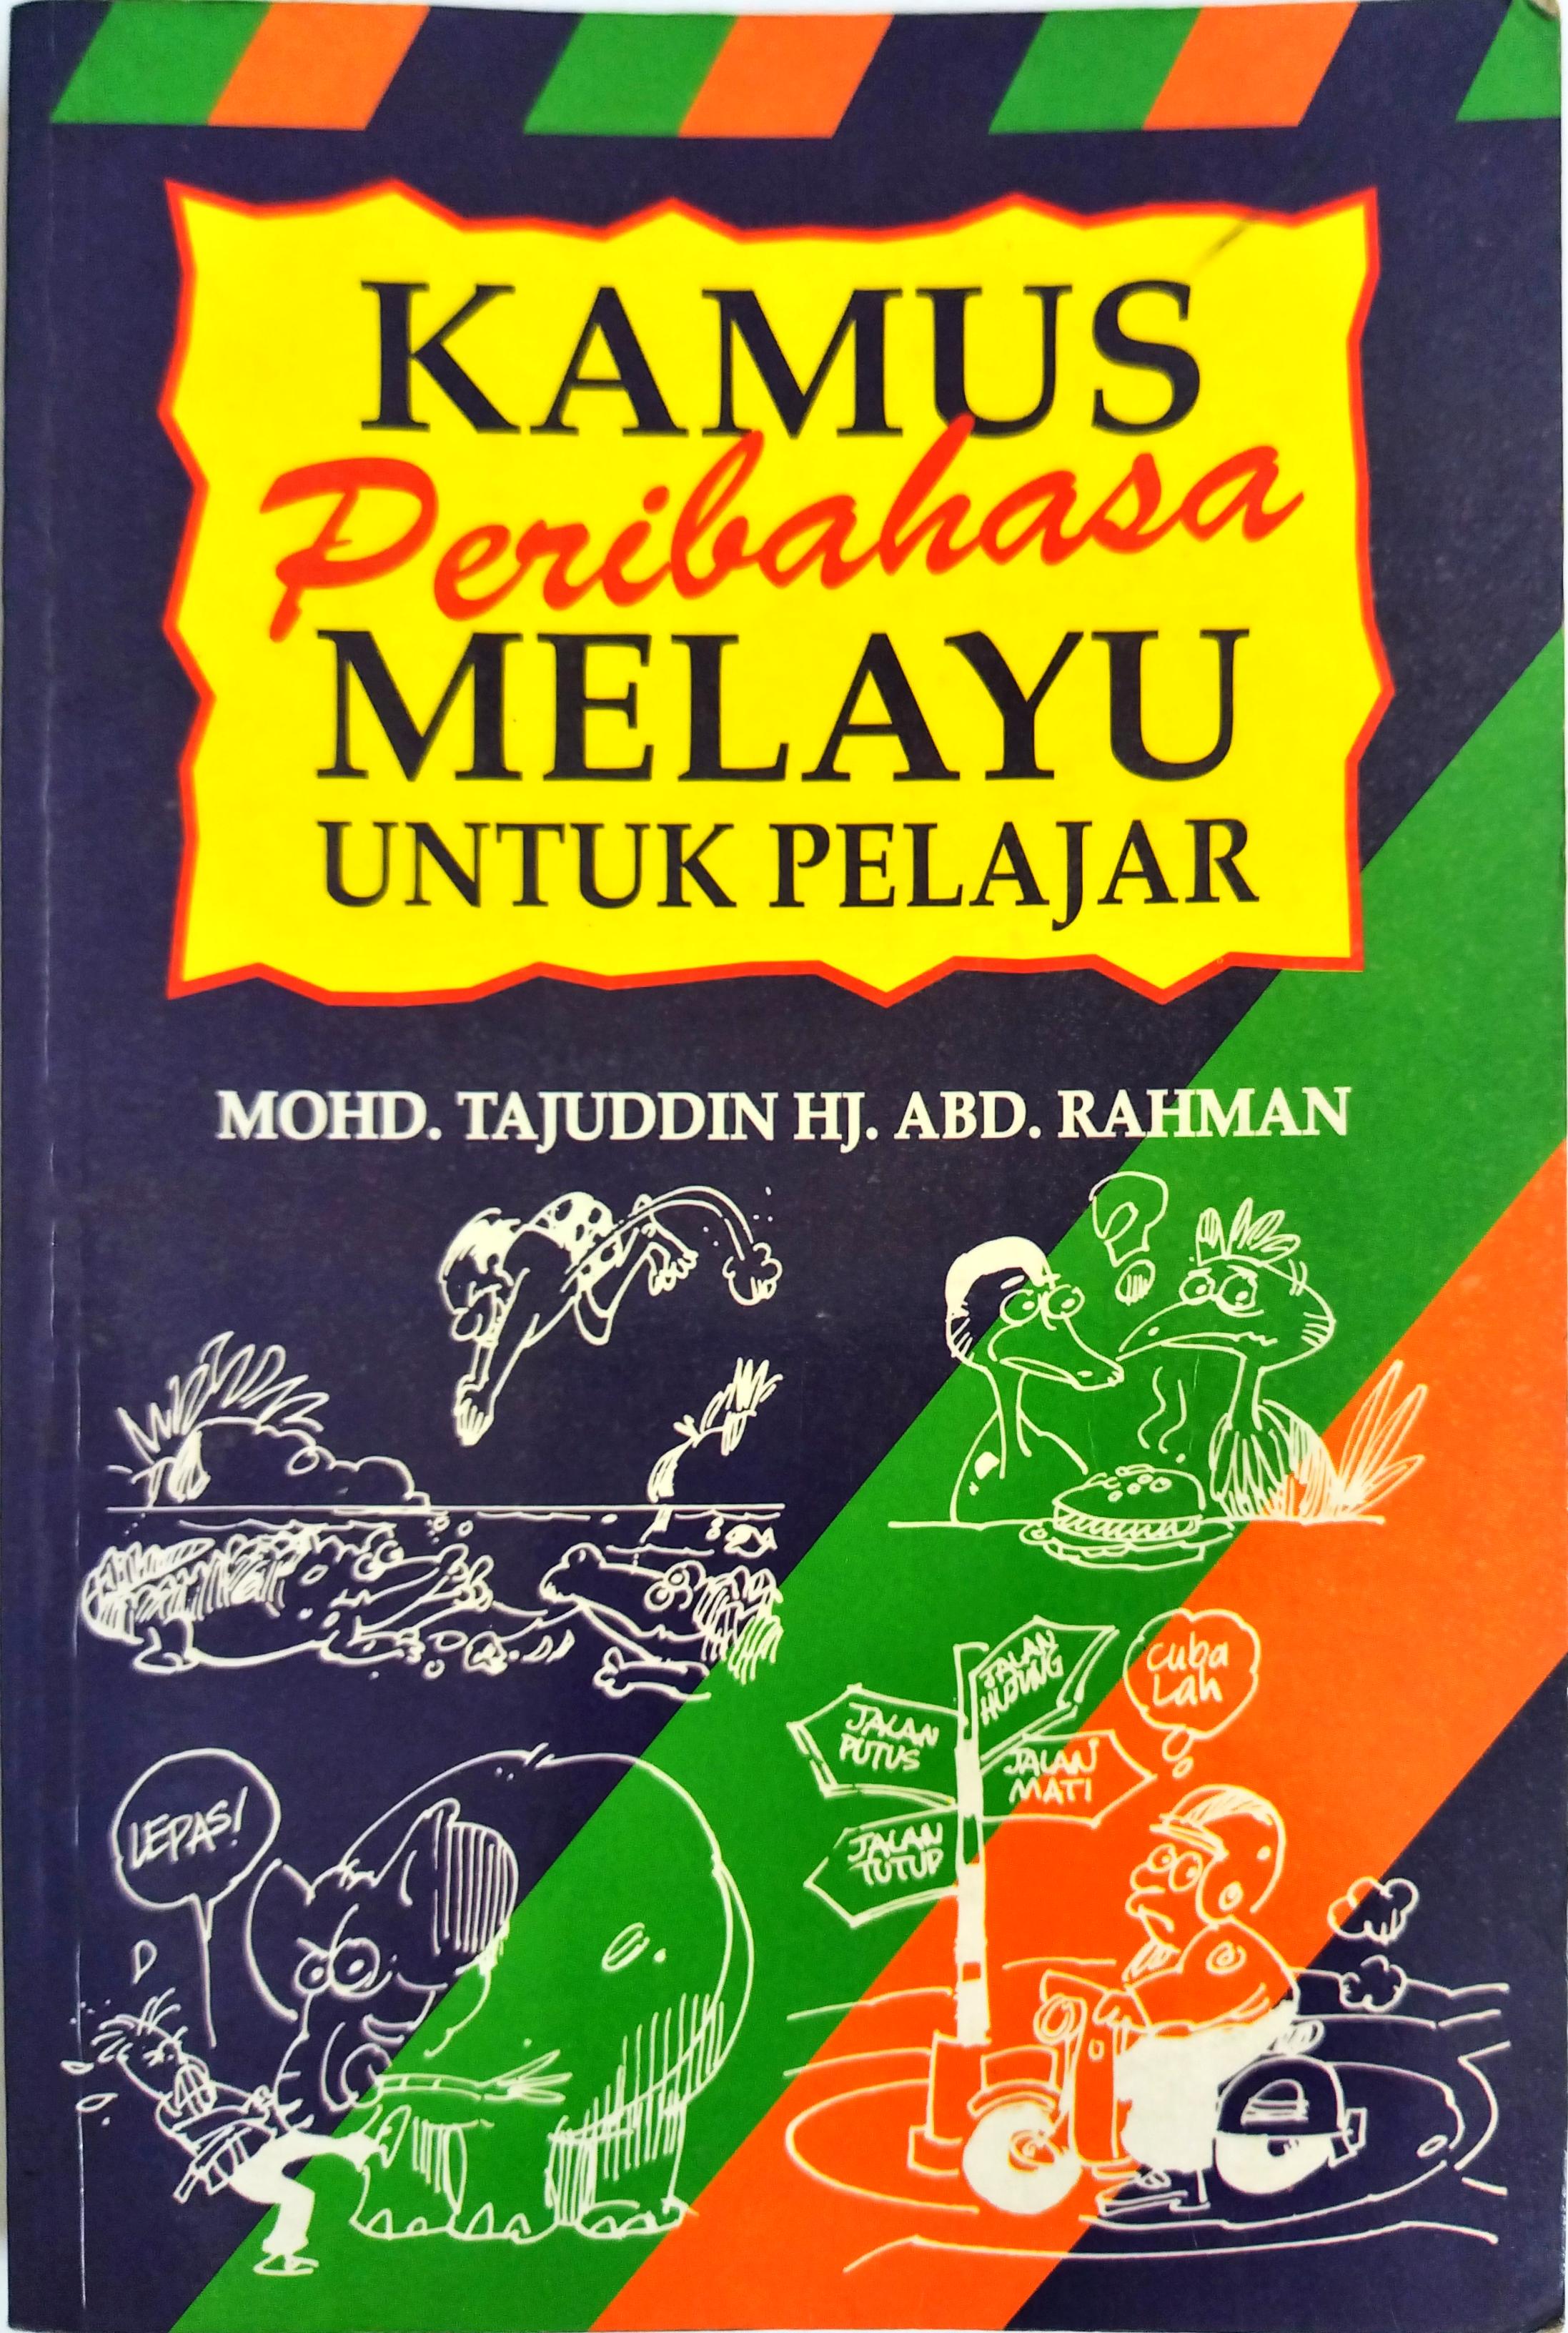 KAMUS
Peribahasa
MELAYU
UNTUK PELAJAR
MOHD. TAJUDDIN HJ. ABD. RAHMAN
?
JALAN
HUJUNG
Cuba
Lah
JALAN
PUTUS
JALAN
MATI
JALAN
TUTUP
LEPAS!